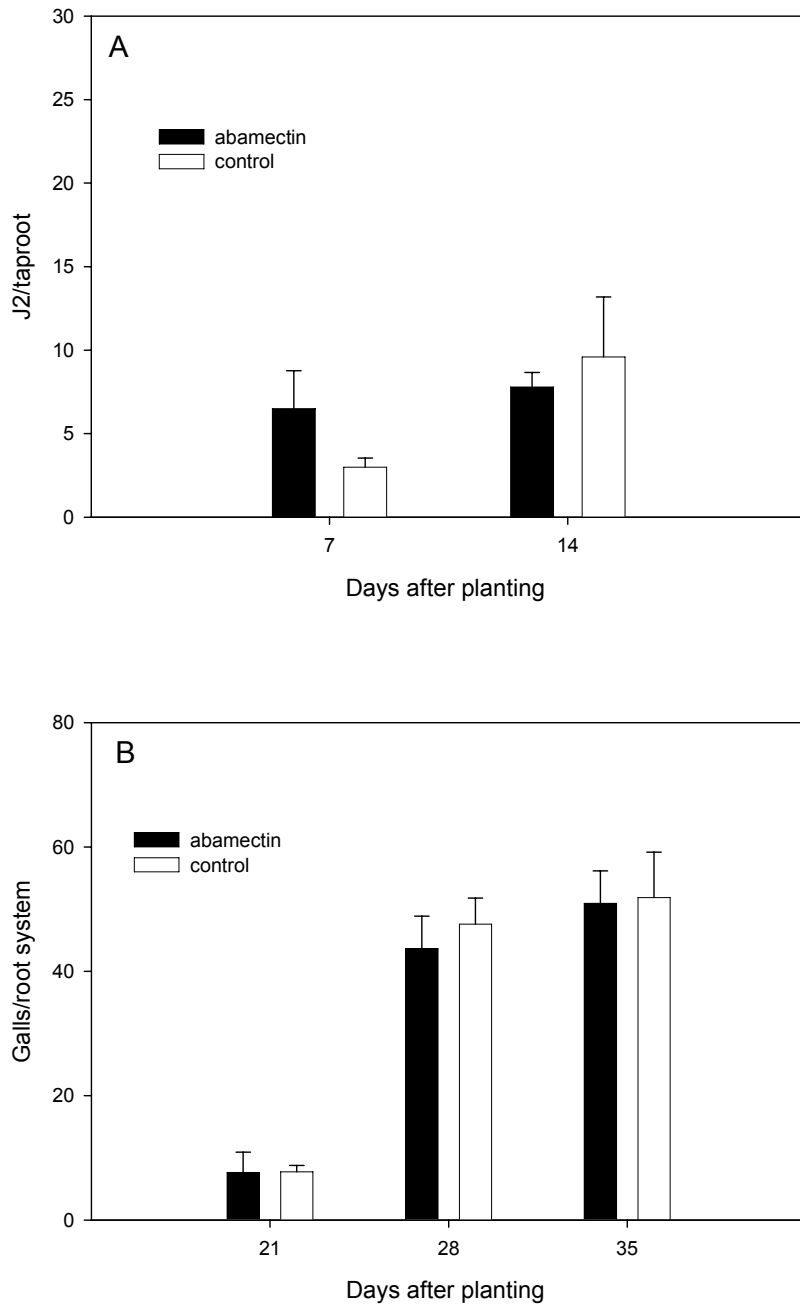 A
30
25
20
15
10
5
0
J2/taproot
abamectin
control
7 14
Days after planting
B
80
60
40
20
0
Galls/root system
abamectin
control
21 28 35
Days after planting